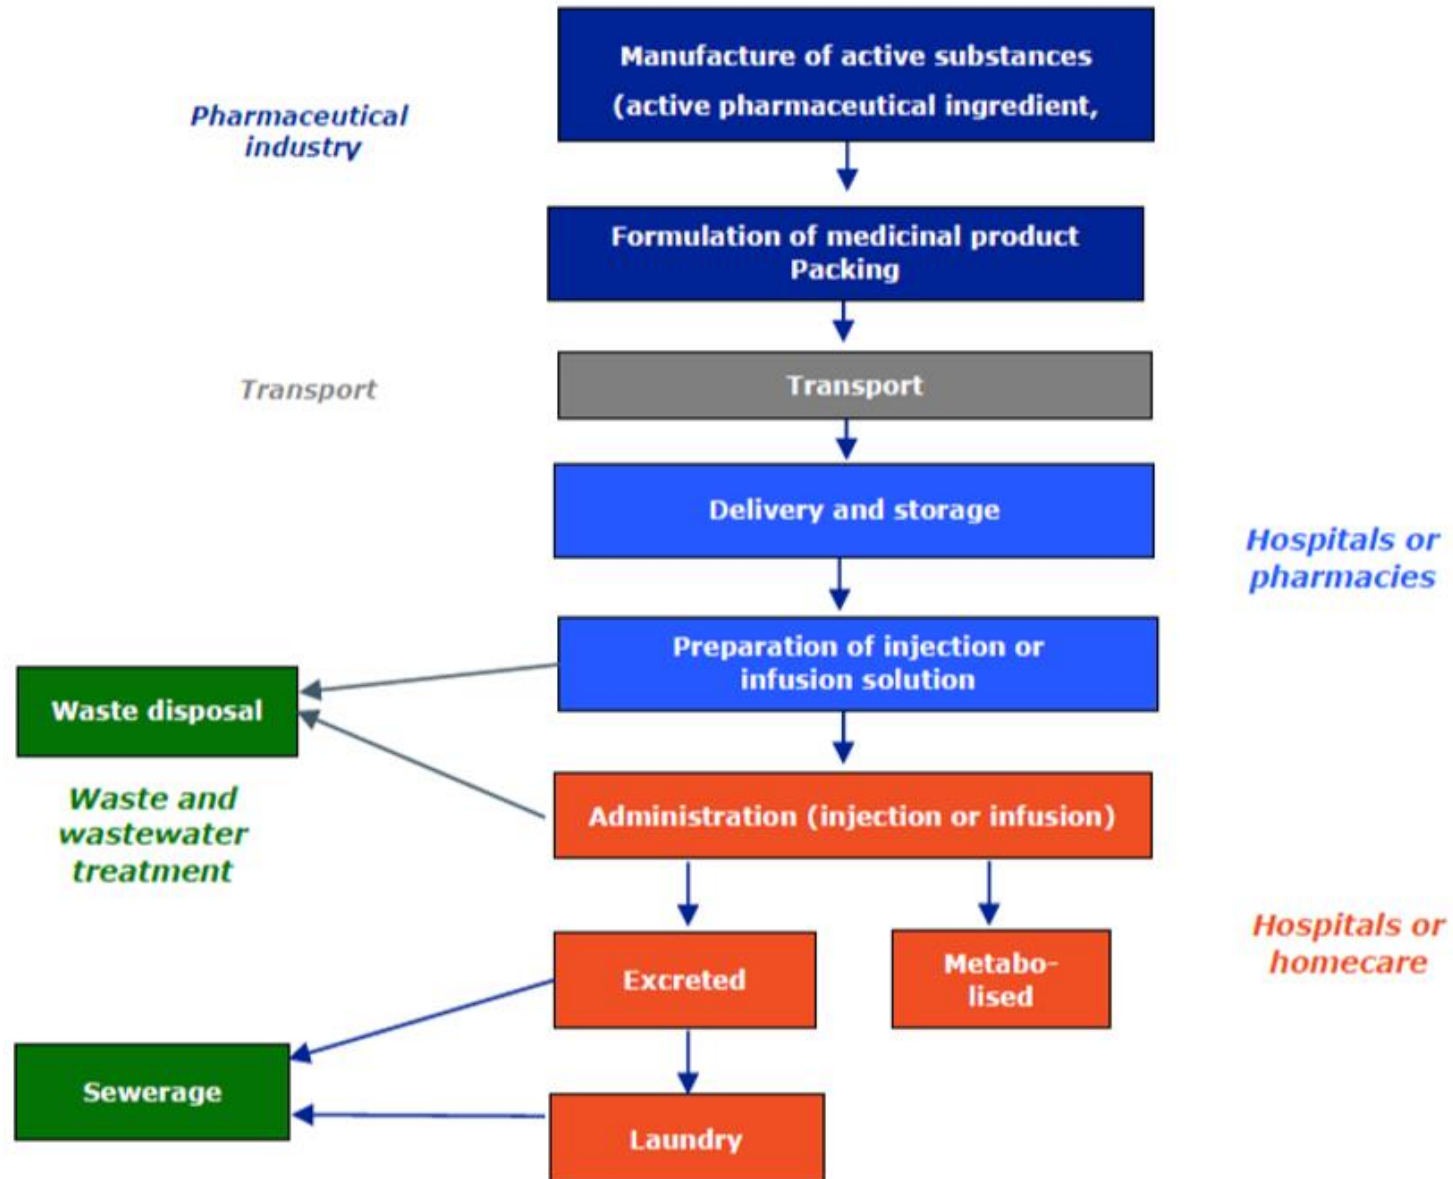 Manufacture of active substances
(active pharmaceutical ingredient,
Pharmaceutical
industry
Formulation of medicinal product
Packing
Transport
Transport
Delivery and storage
Hospitals or
pharmacies
Preparation of injection or
infusion solution
Waste disposal
Waste and
wastewater
treatment
Administration (injection or infusion)
Hospitals or
homecare
Excreted
Metabo-
lised
Sewerage
Laundry